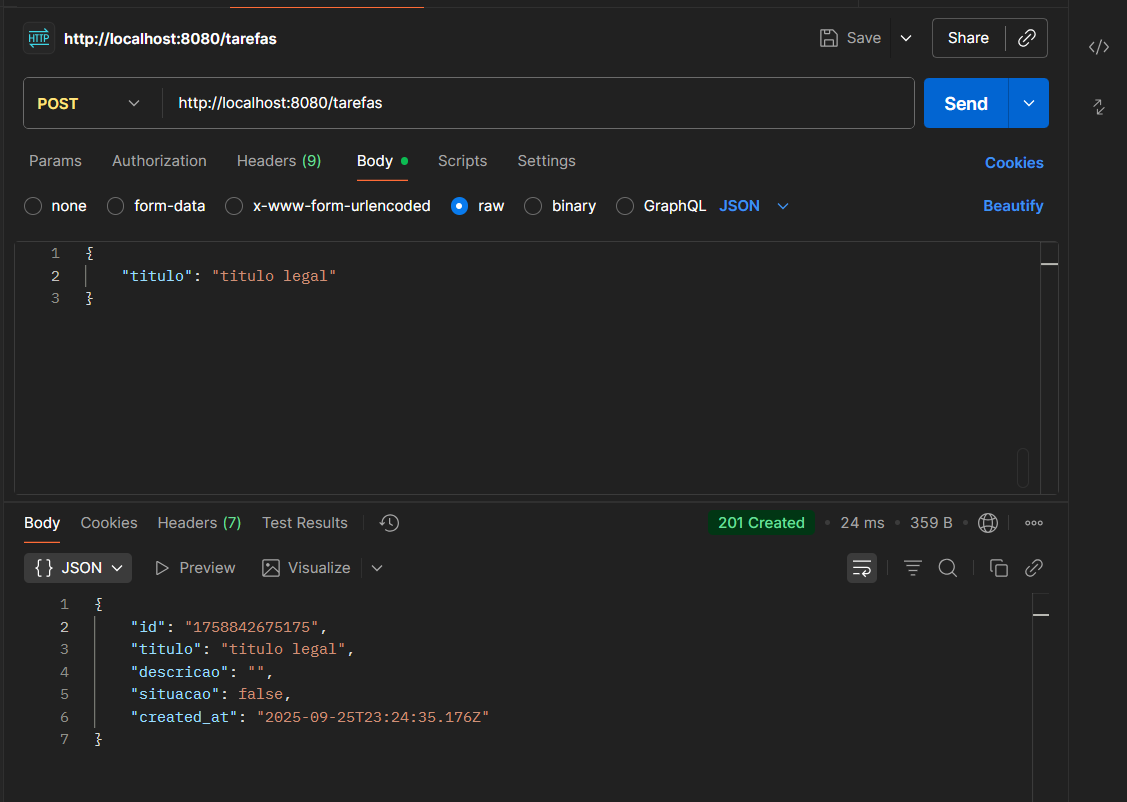 HTTP http://localhost:8080/tarefas Save Share
POST http://localhost:8080/tarefas Send
Params Authorization Headers (9) Body Scripts Settings Cookies
none form-data x-www-form-urlencoded raw binary GraphQL JSON Beautify
1 {
2 "titulo": "titulo legal"
3 }
Body Cookies Headers (7) Test Results 201 Created • 24 ms • 359 B •
{} JSON Preview Visualize
1 {
2 "id": "1758842675175",
3 "titulo": "titulo legal",
4 "descricao": "",
5 "situacao": false,
6 "created_at": "2025-09-25T23:24:35.176Z"
7 }